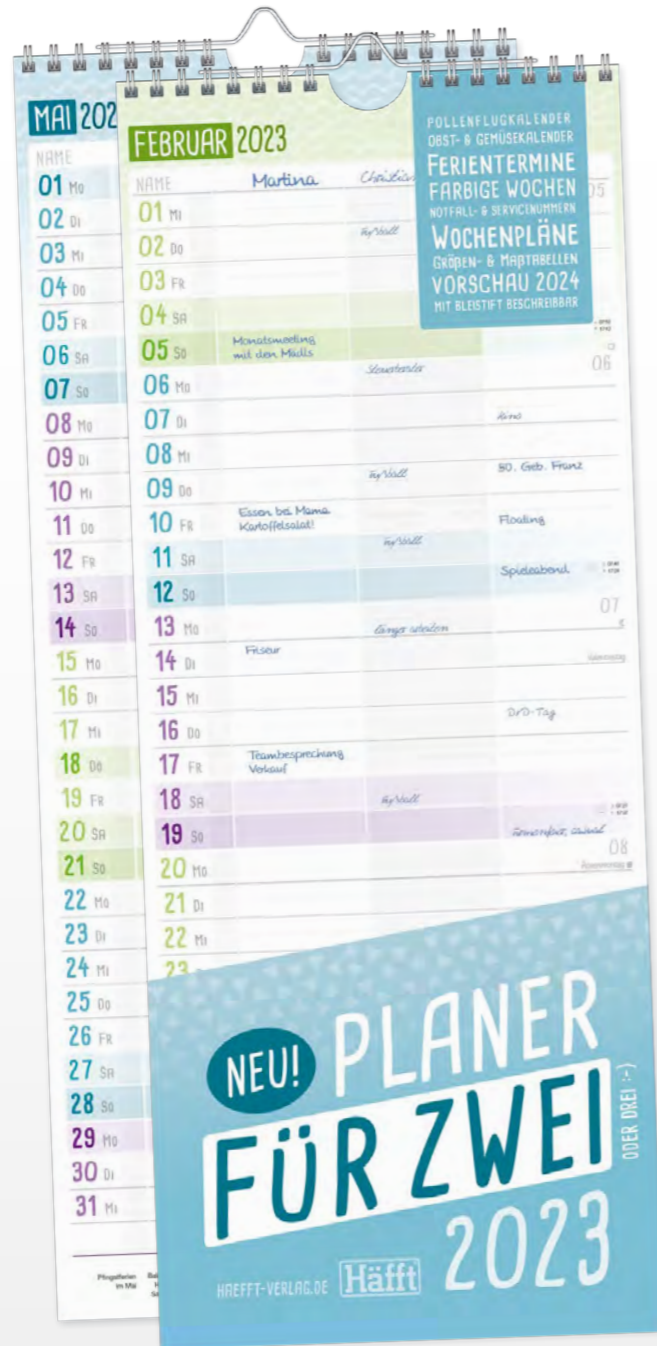 MAI 202
NAME
01 Mo
02 Di
03 Mi
04 Do
05 FR
06 SA
07 So
08 Mo
09 Di
10 Mi
11 Do
12 FR
13 SA
14 So
15 Mo
16 Di
17 Mi
18 Do
19 FR
20 SA
21 So
22 Mo
23 Di
24 Mi
25 Do
26 FR
27 SA
28 So
29 Mo
30 Di
31 Mi
Pfingstferien
im Mai
FEBRUAR 2023
NAME Martina
01 Mi 05
02 Do
03 FR
04 SA
05 So Monatsmeeting
mit den Mädls
06 Mo 06
07 Di Kino
08 Mi
09 Do 80. Geb. Franz
10 FR Essen bei Mama Floating
Kartoffelsalat!
11 SA
12 So Spieleabend
13 Mo 07
14 Di Friseur
15 Mi
16 Do DVD-Tag
17 FR Teambesprechung
Verkauf
18 SA
19 So
20 Mo 08
21 Di
22 Mi
23
POLLENFLUGKALENDER
OBST- & GEMÜSEKALENDER
FERIENTERMINE
FARBIGE WOCHEN
NOTFALL- & SERVICENUMMERN
WOCHENPLÄNE
GRÖßEN- & MAßTABELLEN
VORSCHAU 2024
MIT BLEISTIFT BESCHREIBBAR
NEU! PLANER
FÜR ZWEI
ODER DREI :-)
2023
HAEFFT-VERLAG.DE Häfft